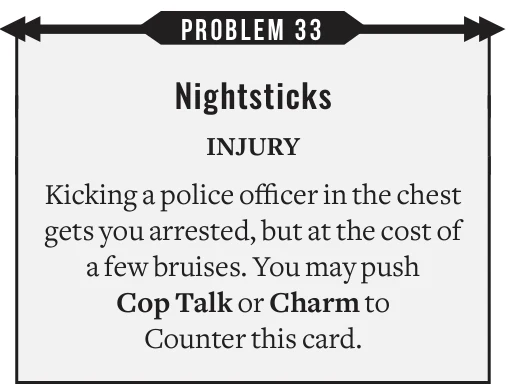 PROBLEM 33
Nightsticks
INJURY
Kicking a police officer in the chest
gets you arrested, but at the cost of
a few bruises. You may push
Cop Talk or Charm to
Counter this card.